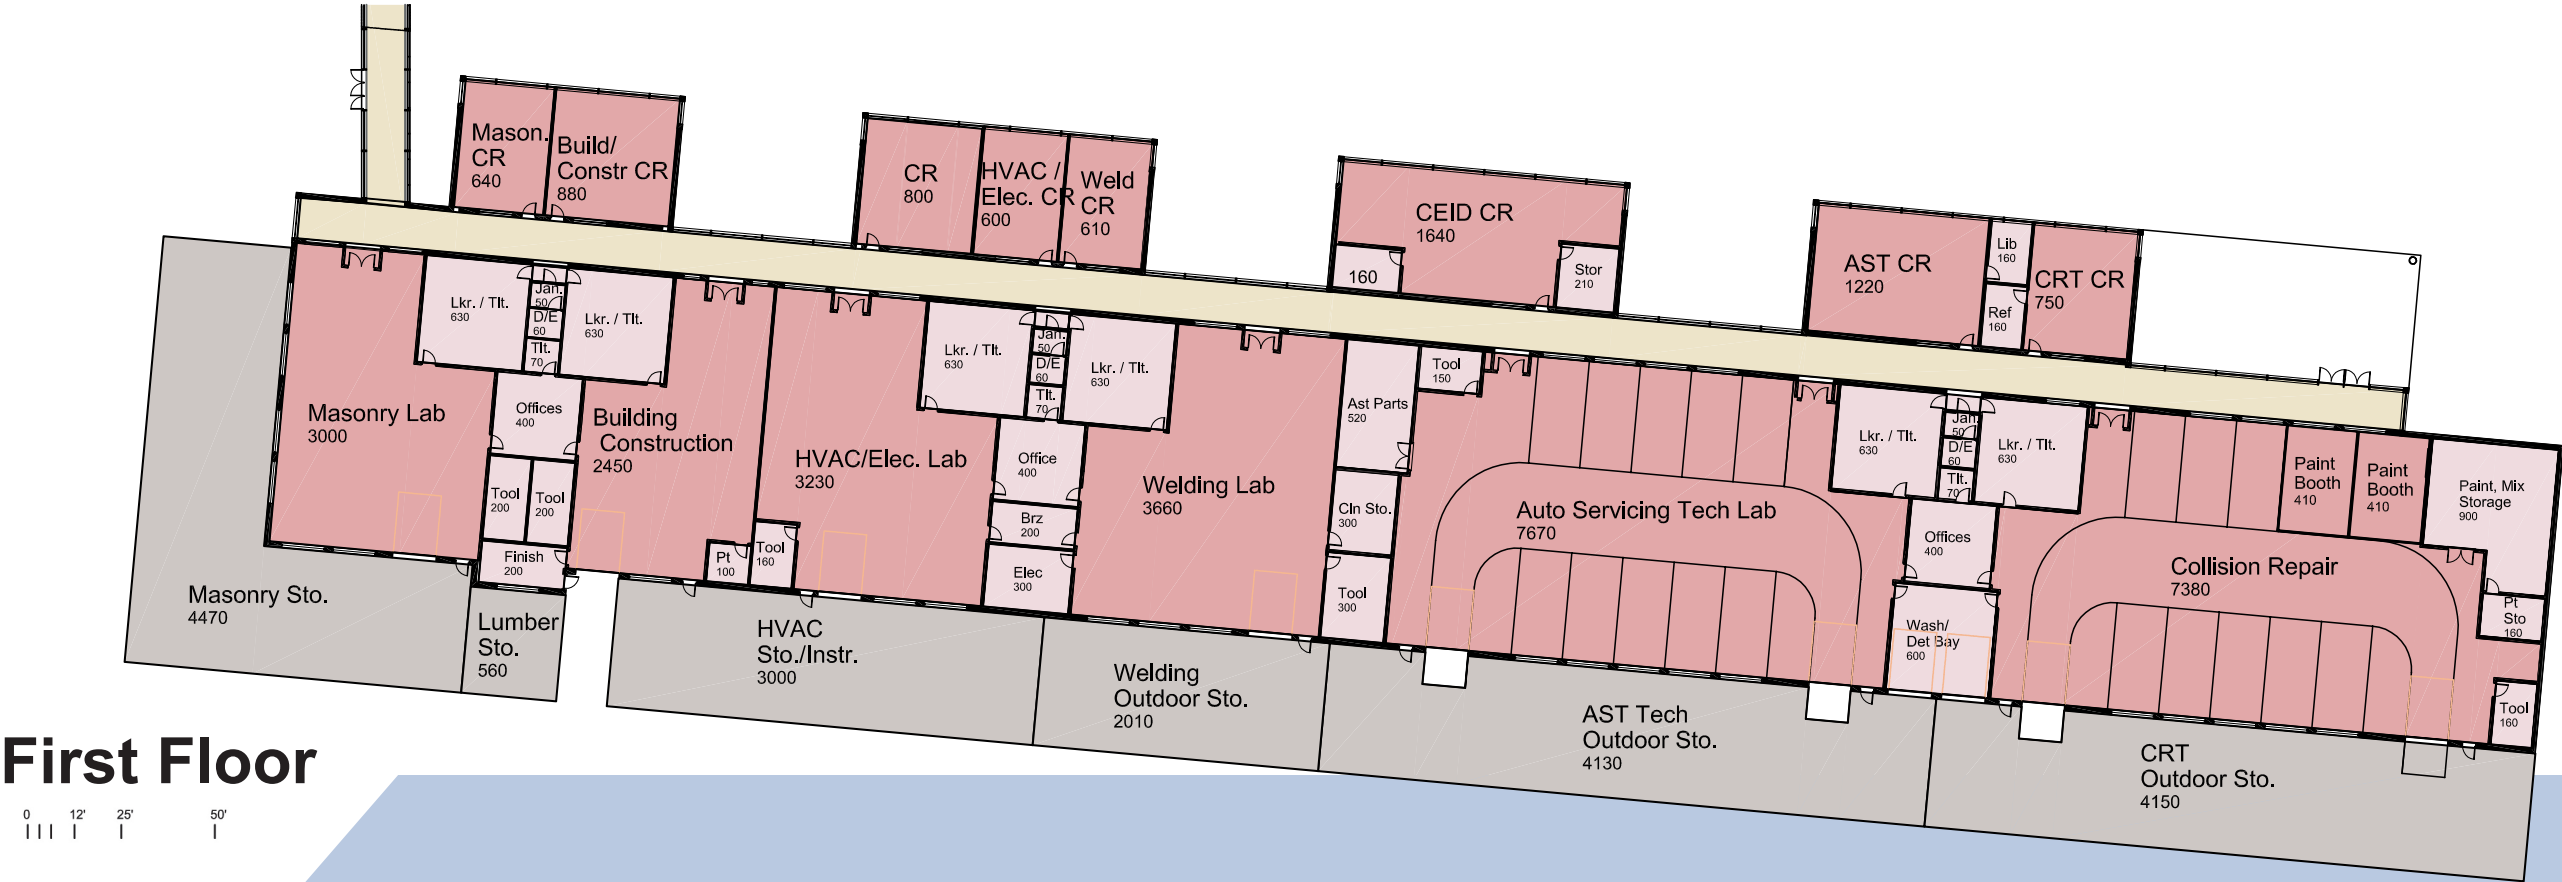 Mason.
CR
640
Build/
Constr CR
880
CR
800
HVAC /
Elec. CR
600
Weld
CR
610
CEID CR
1640
160
Stor
210
AST CR
1220
Lib
160
Ref
160
CRT CR
750
Masonry Lab
3000
Lkr. / Tlt.
630
Jan.
50
D/E
60
Tlt.
70
Lkr. / Tlt.
630
Offices
400
Tool
200
Tool
200
Finish
200
Building
Construction
2450
Pt
100
Tool
160
HVAC/Elec. Lab
3230
Lkr. / Tlt.
630
Jan.
50
D/E
60
Tlt.
70
Lkr. / Tlt.
630
Office
400
Brz
200
Elec
300
Welding Lab
3660
Ast Parts
520
Tool
150
Cln Sto.
300
Tool
300
Auto Servicing Tech Lab
7670
Lkr. / Tlt.
630
Jan.
50
D/E
60
Tlt.
70
Lkr. / Tlt.
630
Offices
400
Wash/
Det Bay
600
Collision Repair
7380
Paint
Booth
410
Paint
Booth
410
Paint, Mix
Storage
900
Pt
Sto
160
Tool
160
Masonry Sto.
4470
Lumber
Sto.
560
HVAC
Sto./Instr.
3000
Welding
Outdoor Sto.
2010
AST Tech
Outdoor Sto.
4130
CRT
Outdoor Sto.
4150
First Floor
0 12' 25' 50'